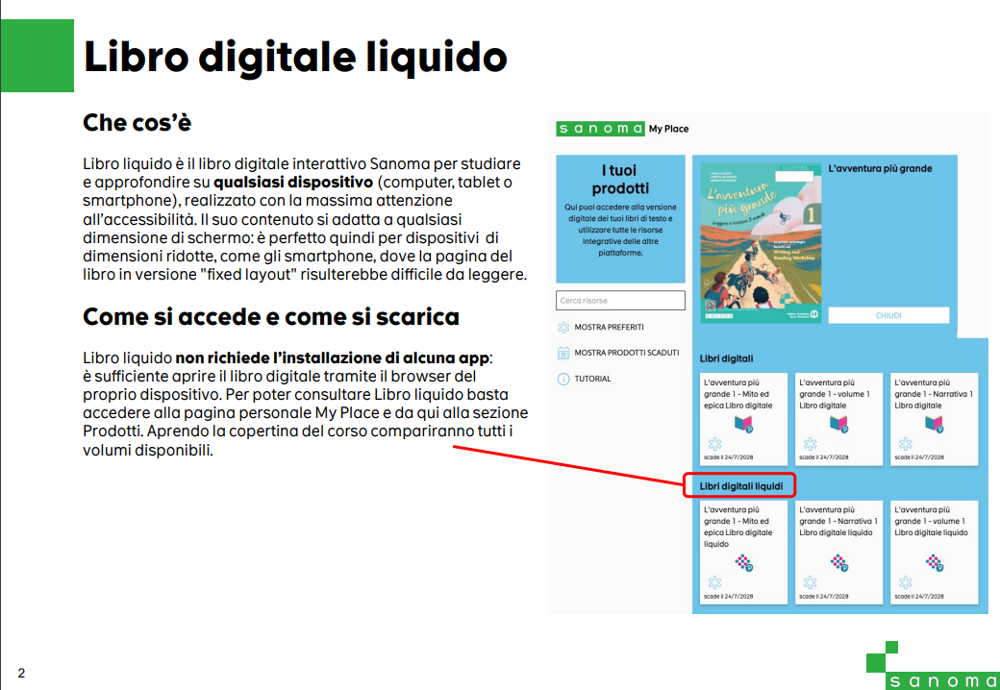 Libro digitale liquido
Che cos'è
Libro liquido è il libro digitale interattivo Sanoma per studiare
e approfondire su qualsiasi dispositivo (computer, tablet o
smartphone), realizzato con la massima attenzione
all'accessibilità. Il suo contenuto si adatta a qualsiasi
dimensione di schermo: è perfetto quindi per dispositivi di
dimensioni ridotte, come gli smartphone, dove la pagina del
libro in versione "fixed layout" risulterebbe difficile da leggere.
Come si accede e come si scarica
Libro liquido non richiede l'installazione di alcuna app:
è sufficiente aprire il libro digitale tramite il browser del
proprio dispositivo. Per poter consultare Libro liquido basta
accedere alla pagina personale My Place e da qui alla sezione
Prodotti. Aprendo la copertina del corso compariranno tutti i
volumi disponibili.
sanoma My Place
I tuoi
prodotti
Qui puoi accedere alla versione
digitale dei tuoi libri di testo e
utilizzare tutte le risorse
integrative delle altre
piattaforme.
Cerca risorse
MOSTRA PREFERITI
MOSTRA PRODOTTI SCADUTI
TUTORIAL
L'avventura
più grande
Leggere e scrivere il mondo
1
Writing and
Reading Workshop
sanoma
L'avventura più grande
CHIUDI
Libri digitali
L'avventura più
grande 1 - Mito ed
epica Libro digitale
scade il 24/7/2028
L'avventura più
grande 1 - volume 1
Libro digitale
scade il 24/7/2028
L'avventura più
grande 1 - Narrativa 1
Libro digitale
scade il 24/7/2028
Libri digitali liquidi
L'avventura più
grande 1 - Mito ed
epica Libro digitale
liquido
scade il 24/7/2028
L'avventura più
grande 1 - Narrativa 1
Libro digitale liquido
scade il 24/7/2028
L'avventura più
grande 1 - volume 1
Libro digitale liquido
scade il 24/7/2028
2
sanoma